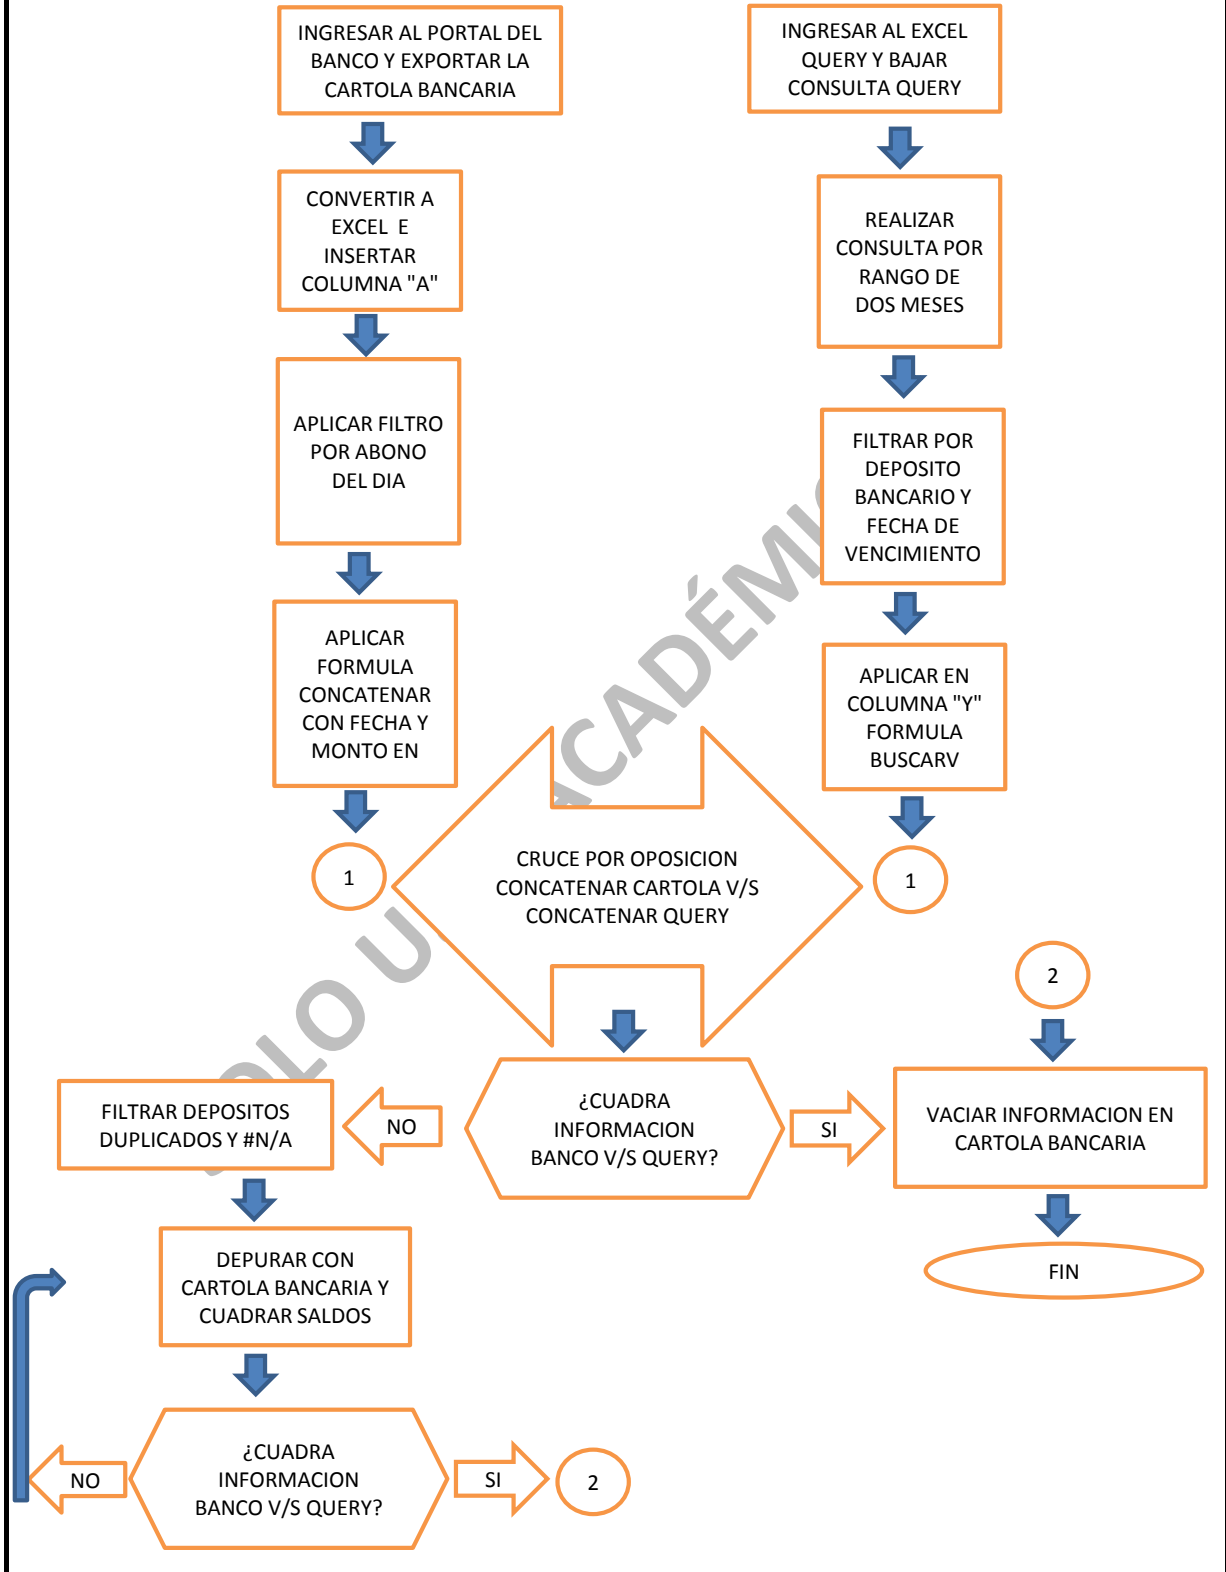 INGRESAR AL PORTAL DEL
BANCO Y EXPORTAR LA
CARTOLA BANCARIA
INGRESAR AL EXCEL
QUERY Y BAJAR
CONSULTA QUERY
CONVERTIR A
EXCEL E
INSERTAR
COLUMNA "A"
REALIZAR
CONSULTA POR
RANGO DE
DOS MESES
APLICAR FILTRO
POR ABONO
DEL DIA
FILTRAR POR
DEPOSITO
BANCARIO Y
FECHA DE
VENCIMIENTO
APLICAR
FORMULA
CONCATENAR
CON FECHA Y
MONTO EN
APLICAR EN
COLUMNA "Y"
FORMULA
BUSCARV
1
CRUCE POR OPOSICION
CONCATENAR CARTOLA V/S
CONCATENAR QUERY
1
2
FILTRAR DEPOSITOS
DUPLICADOS Y #N/A
NO
¿CUADRA
INFORMACION
BANCO V/S QUERY?
SI
VACIAR INFORMACION EN
CARTOLA BANCARIA
DEPURAR CON
CARTOLA BANCARIA Y
CUADRAR SALDOS
FIN
NO
¿CUADRA
INFORMACION
BANCO V/S QUERY?
SI
2